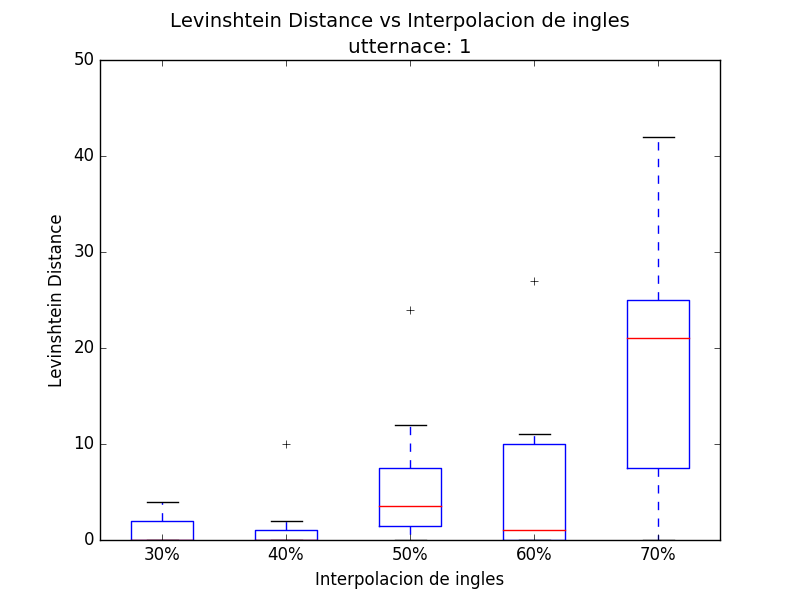 Levinshtein Distance vs Interpolacion de ingles
utternace: 1
50
40
30
20
10
0
Levinshtein Distance
30% 40% 50% 60% 70%
Interpolacion de ingles